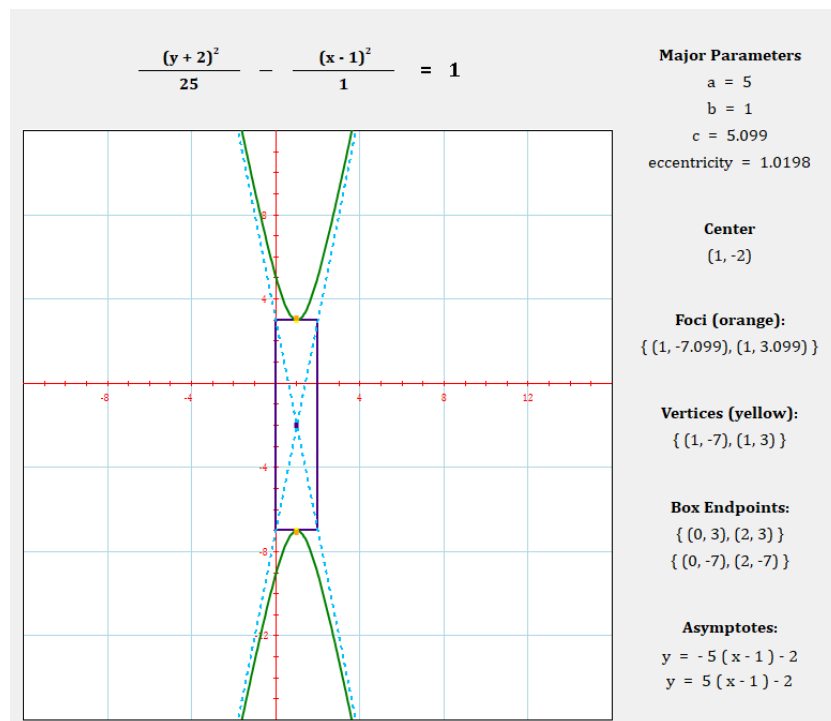 (y + 2)² / 25 − (x - 1)² / 1 = 1
Major Parameters
a = 5
b = 1
c = 5.099
eccentricity = 1.0198
Center
(1, -2)
Foci (orange):
{ (1, -7.099), (1, 3.099) }
Vertices (yellow):
{ (1, -7), (1, 3) }
Box Endpoints:
{ (0, 3), (2, 3) }
{ (0, -7), (2, -7) }
Asymptotes:
y = - 5 ( x - 1 ) - 2
y = 5 ( x - 1 ) - 2
8
4
-8 -4 4 8 12
-4
-8
-12